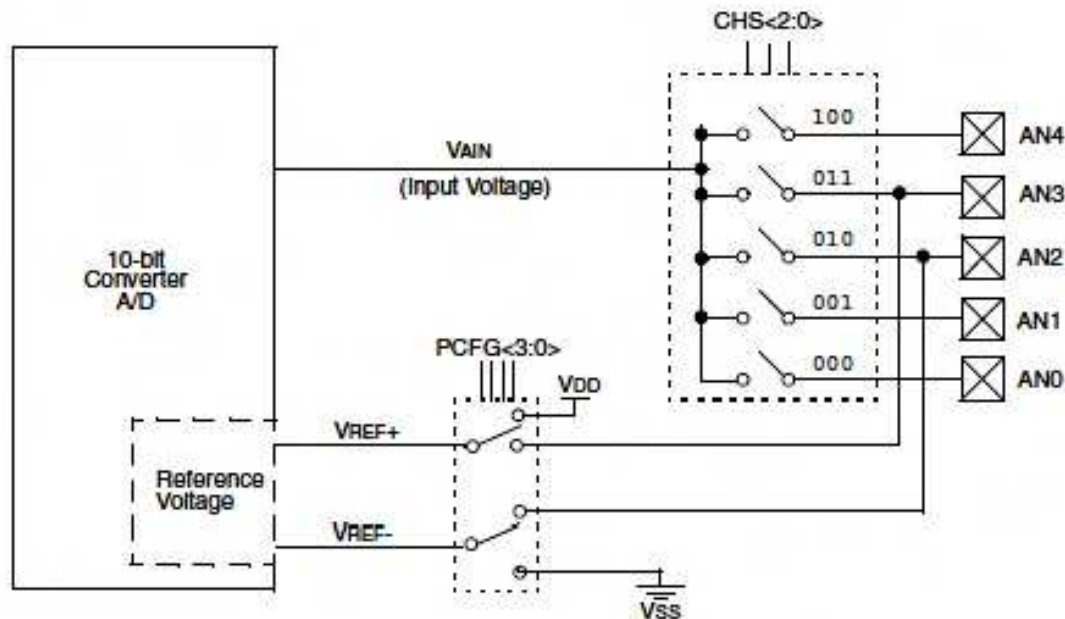 CHS<2:0>
100
AN4
VAIN
(Input Voltage)
011
AN3
10-bit
Converter
A/D
010
AN2
001
AN1
PCFG<3:0>
000
AN0
VDD
VREF+
Reference
Voltage
VREF-
VSS